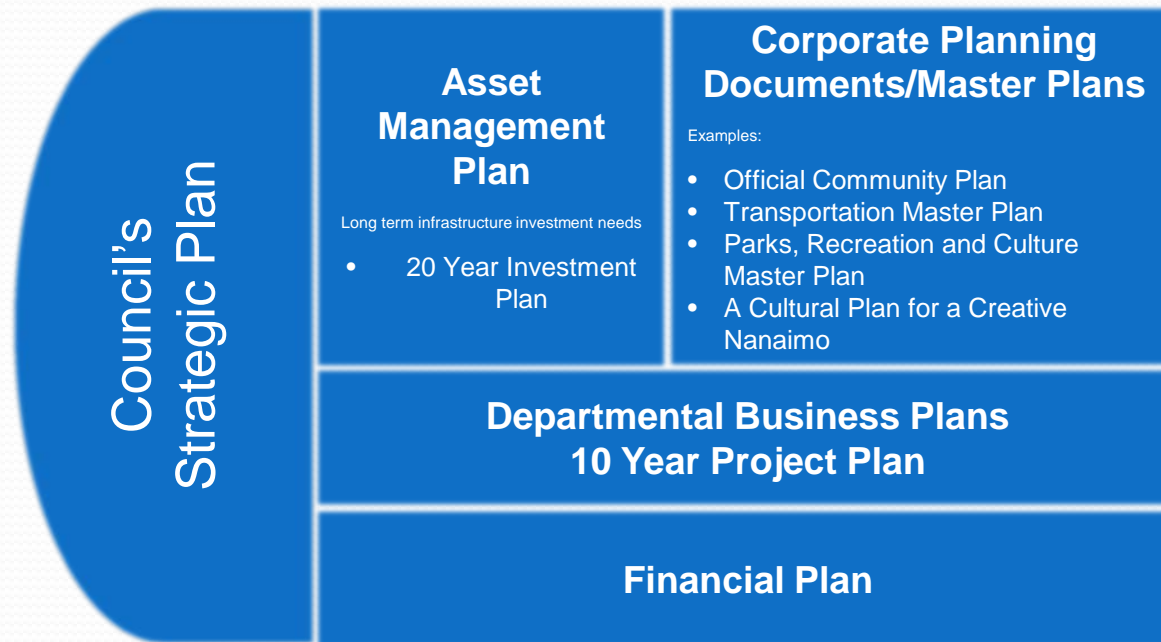 Council's
Strategic Plan
Asset
Management
Plan
Long term infrastructure investment needs
• 20 Year Investment
Plan
Corporate Planning
Documents/Master Plans
Examples:
• Official Community Plan
• Transportation Master Plan
• Parks, Recreation and Culture
Master Plan
• A Cultural Plan for a Creative
Nanaimo
Departmental Business Plans
10 Year Project Plan
Financial Plan